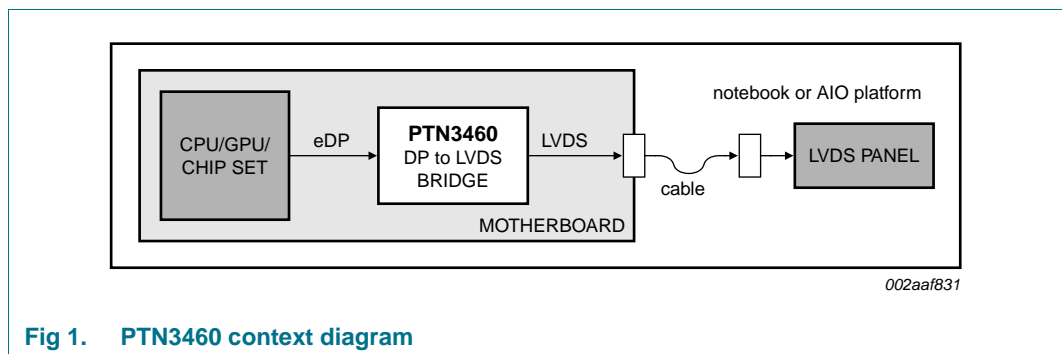 notebook or AIO platform
CPU/GPU/
CHIP SET
eDP
PTN3460
DP to LVDS
BRIDGE
LVDS
cable
LVDS PANEL
MOTHERBOARD
002aaf831
Fig 1. PTN3460 context diagram